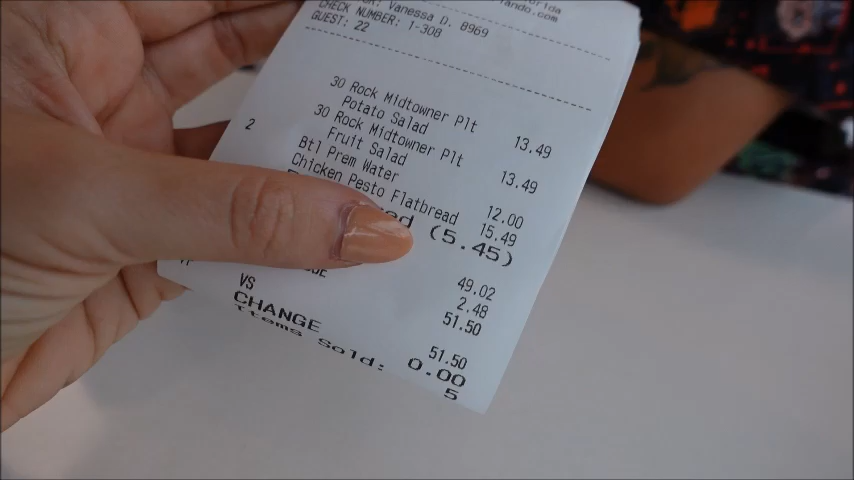 Vanessa D. 8969
CHECK NUMBER: 1-308
GUEST: 22
30 Rock Midtowner Plt 13.49
Potato Salad
30 Rock Midtowner Plt 13.49
Fruit Salad
2 Btl Prem Water 12.00
Chicken Pesto Flatbread 15.49
(5.45)
49.02
2.48
51.50
VS 51.50
CHANGE 0.00
Items Sold: 5